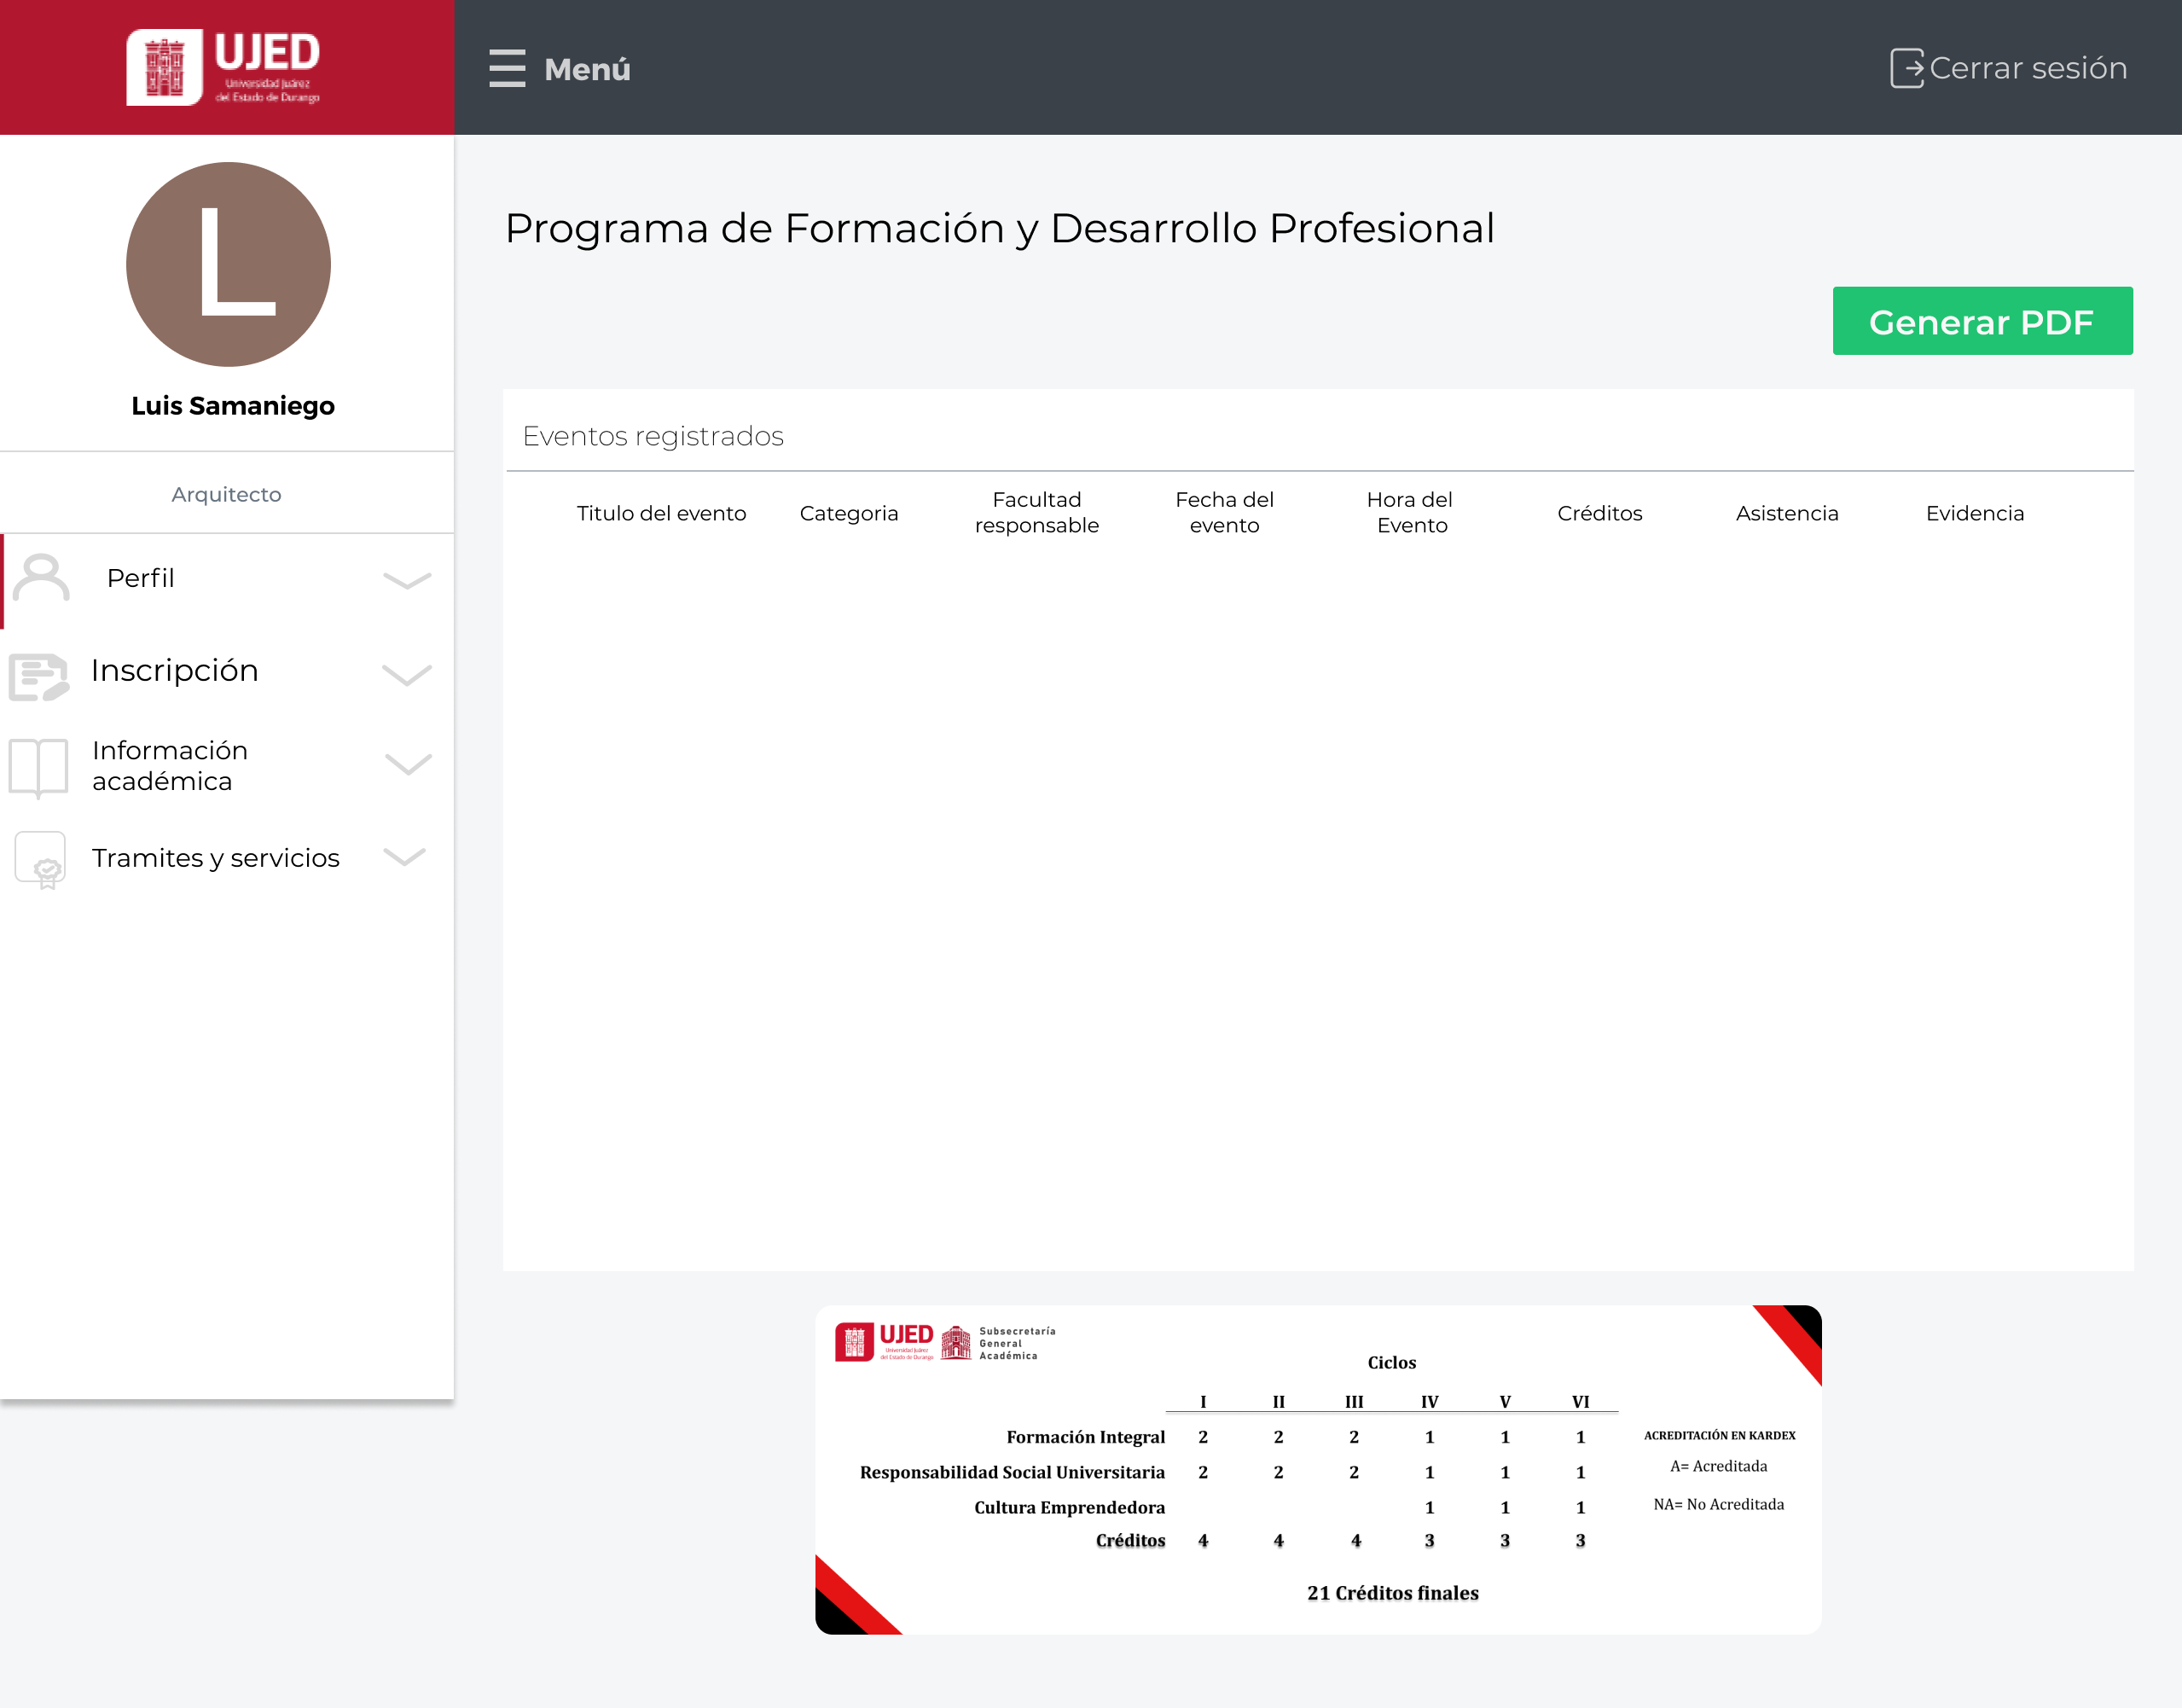 UJED
Universidad Juárez
del Estado de Durango
Menú
Cerrar sesión
L
Luis Samaniego
Arquitecto
Perfil
Inscripción
Información
académica
Tramites y servicios
Programa de Formación y Desarrollo Profesional
Generar PDF
Eventos registrados
Titulo del evento Categoria Facultad responsable Fecha del evento Hora del Evento Créditos Asistencia Evidencia
UJED
Universidad Juárez
del Estado de Durango
Subsecretaría
General
Académica
Ciclos
I II III IV V VI
Formación Integral 2 2 2 1 1 1
Responsabilidad Social Universitaria 2 2 2 1 1 1
Cultura Emprendedora 1 1 1
Créditos 4 4 4 3 3 3
ACREDITACIÓN EN KARDEX
A= Acreditada
NA= No Acreditada
21 Créditos finales